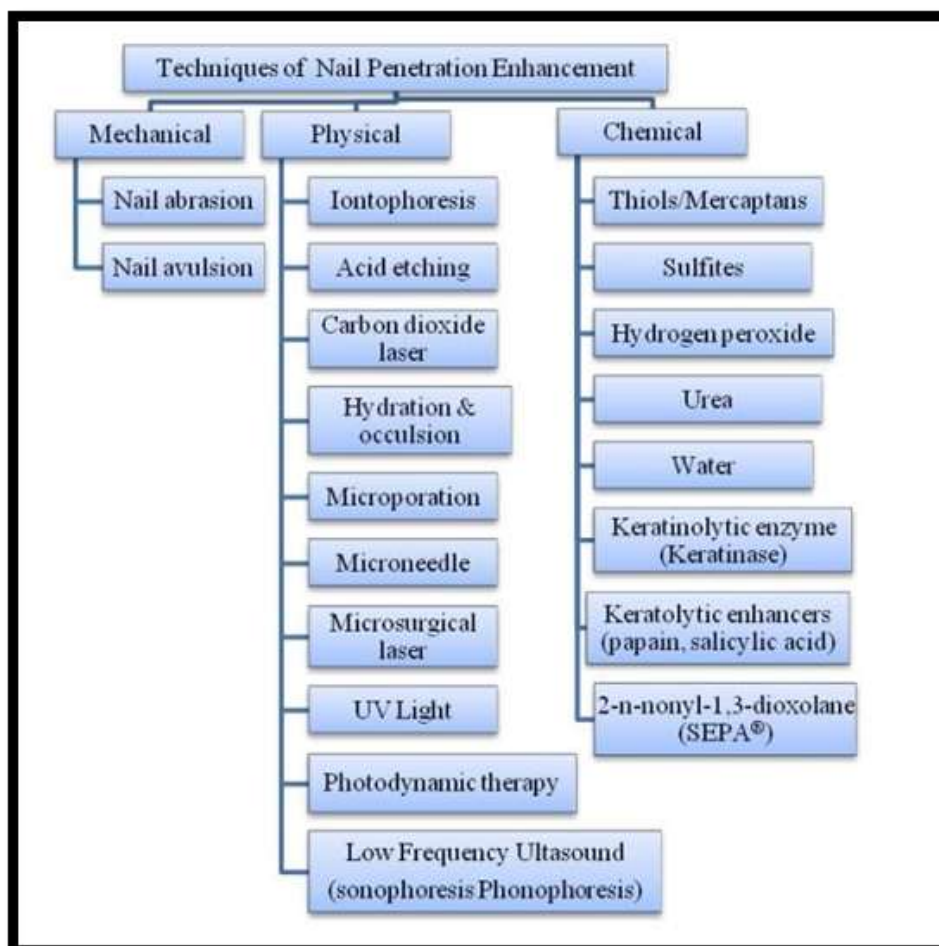 Techniques of Nail Penetration Enhancement
Mechanical
Nail abrasion
Nail avulsion
Physical
Iontophoresis
Acid etching
Carbon dioxide
laser
Hydration &
occulsion
Microporation
Microneedle
Microsurgical
laser
UV Light
Photodynamic therapy
Low Frequency Ultasound
(sonophoresis Phonophoresis)
Chemical
Thiols/Mercaptans
Sulfites
Hydrogen peroxide
Urea
Water
Keratinolytic enzyme
(Keratinase)
Keratolytic enhancers
(papain, salicylic acid)
2-n-nonyl-1,3-dioxolane
(SEPA®)